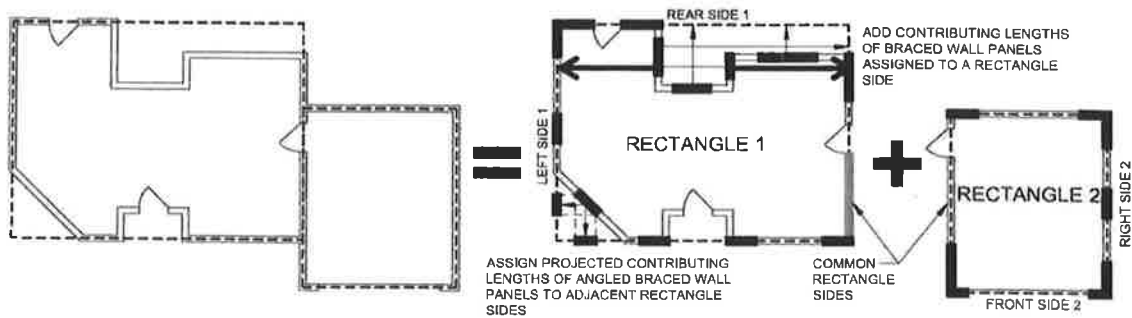 REAR SIDE 1
ADD CONTRIBUTING LENGTHS
OF BRACED WALL PANELS
ASSIGNED TO A RECTANGLE
SIDE
LEFT SIDE 1
RECTANGLE 1
RECTANGLE 2
RIGHT SIDE 2
ASSIGN PROJECTED CONTRIBUTING
LENGTHS OF ANGLED BRACED WALL
PANELS TO ADJACENT RECTANGLE
SIDES
COMMON
RECTANGLE
SIDES
FRONT SIDE 2